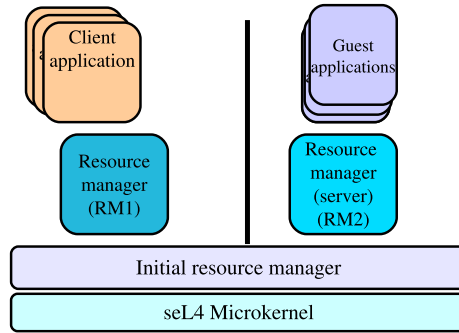 Client
application
Guest
applications
Resource
manager
(RM1)
Resource
manager
(server)
(RM2)
Initial resource manager
seL4 Microkernel